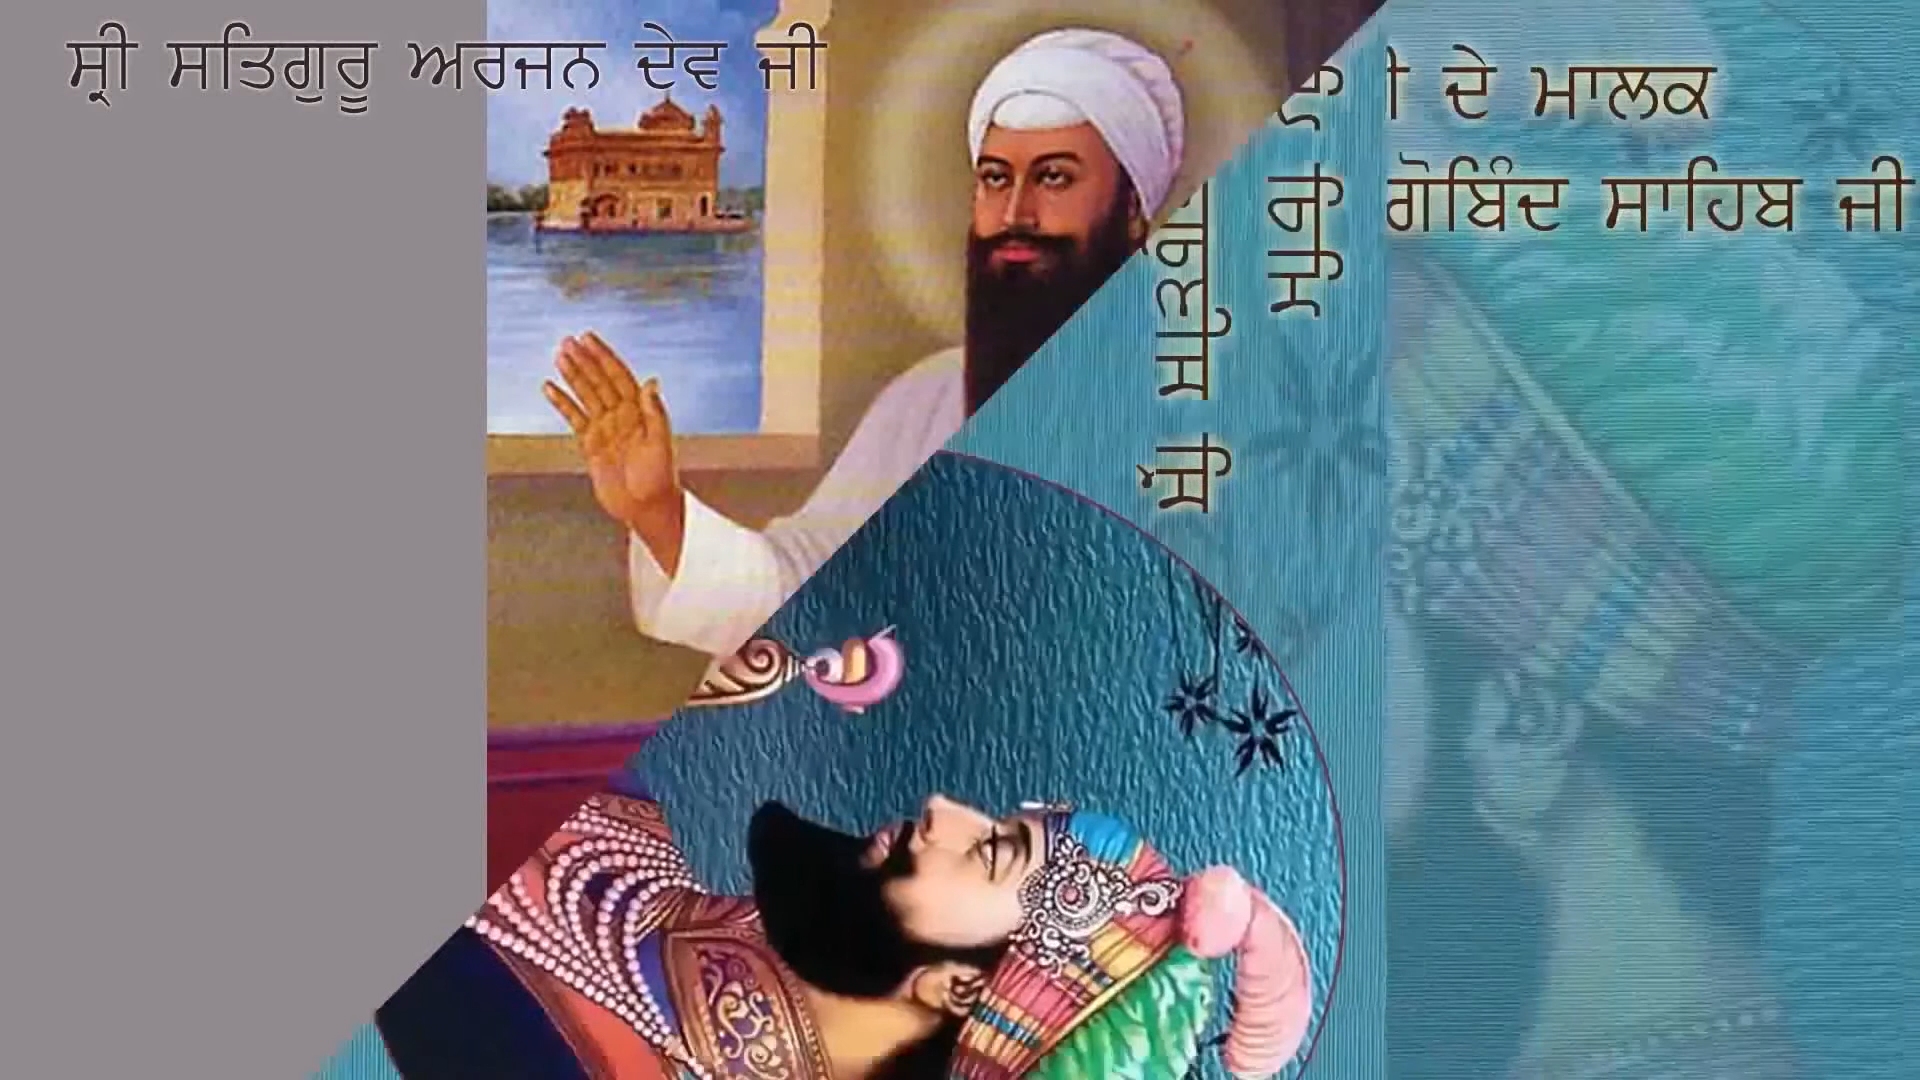 ਸ੍ਰੀ ਸਤਿਗੁਰੂ ਅਰਜਨ ਦੇਵ ਜੀ
ਦੇ ਮਾਲਕ
ਗੋਬਿੰਦ ਸਾਹਿਬ ਜੀ
ਸ੍ਰੀ